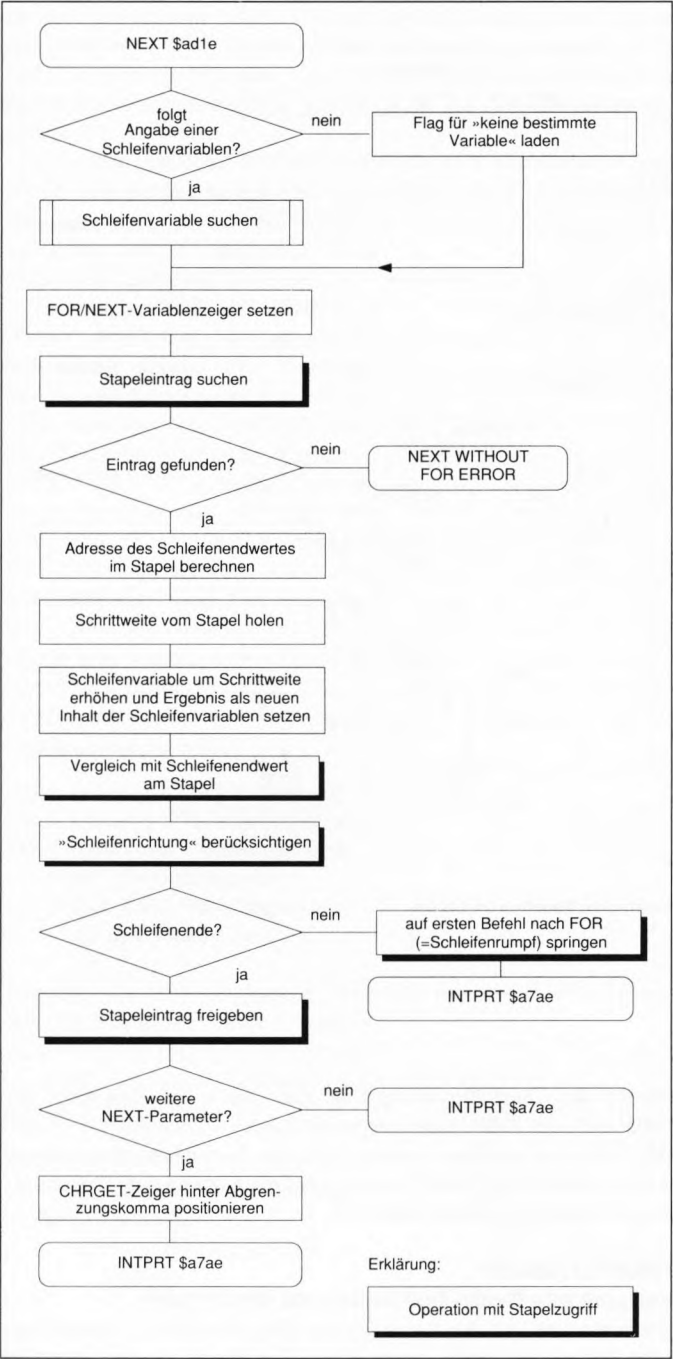 NEXT $ad1e
folgt
Angabe einer
Schleifenvariablen?
nein
Flag für »keine bestimmte
Variable« laden
ja
Schleifenvariable suchen
FOR/NEXT-Variablenzeiger setzen
Stapeleintrag suchen
Eintrag gefunden?
nein
NEXT WITHOUT
FOR ERROR
ja
Adresse des Schleifenendwertes
im Stapel berechnen
Schrittweite vom Stapel holen
Schleifenvariable um Schrittweite
erhöhen und Ergebnis als neuen
Inhalt der Schleifenvariablen setzen
Vergleich mit Schleifenendwert
am Stapel
»Schleifenrichtung« berücksichtigen
Schleifenende?
nein
auf ersten Befehl nach FOR
(=Schleifenrumpf) springen
INTPRT $a7ae
ja
Stapeleintrag freigeben
weitere
NEXT-Parameter?
nein
INTPRT $a7ae
ja
CHRGET-Zeiger hinter Abgren-
zungskomma positionieren
INTPRT $a7ae
Erklärung:
Operation mit Stapelzugriff